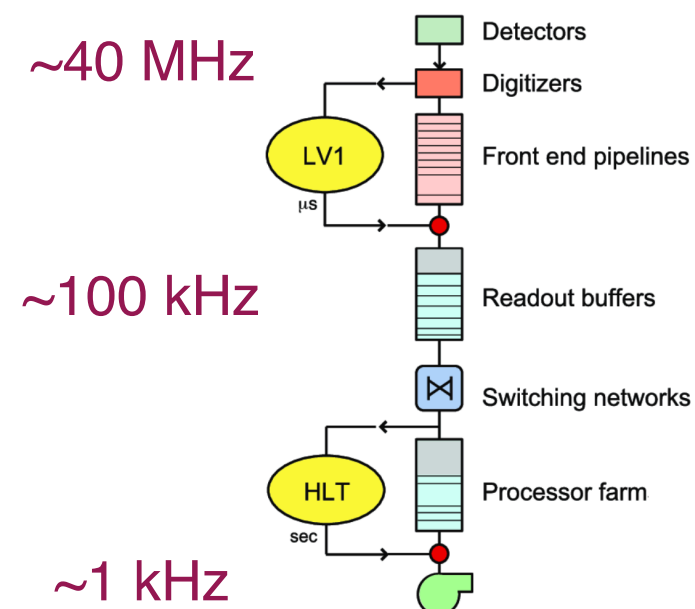 Detectors
~40 MHz
Digitizers
LV1
Front end pipelines
μs
~100 kHz
Readout buffers
Switching networks
HLT
Processor farm
sec
~1 kHz